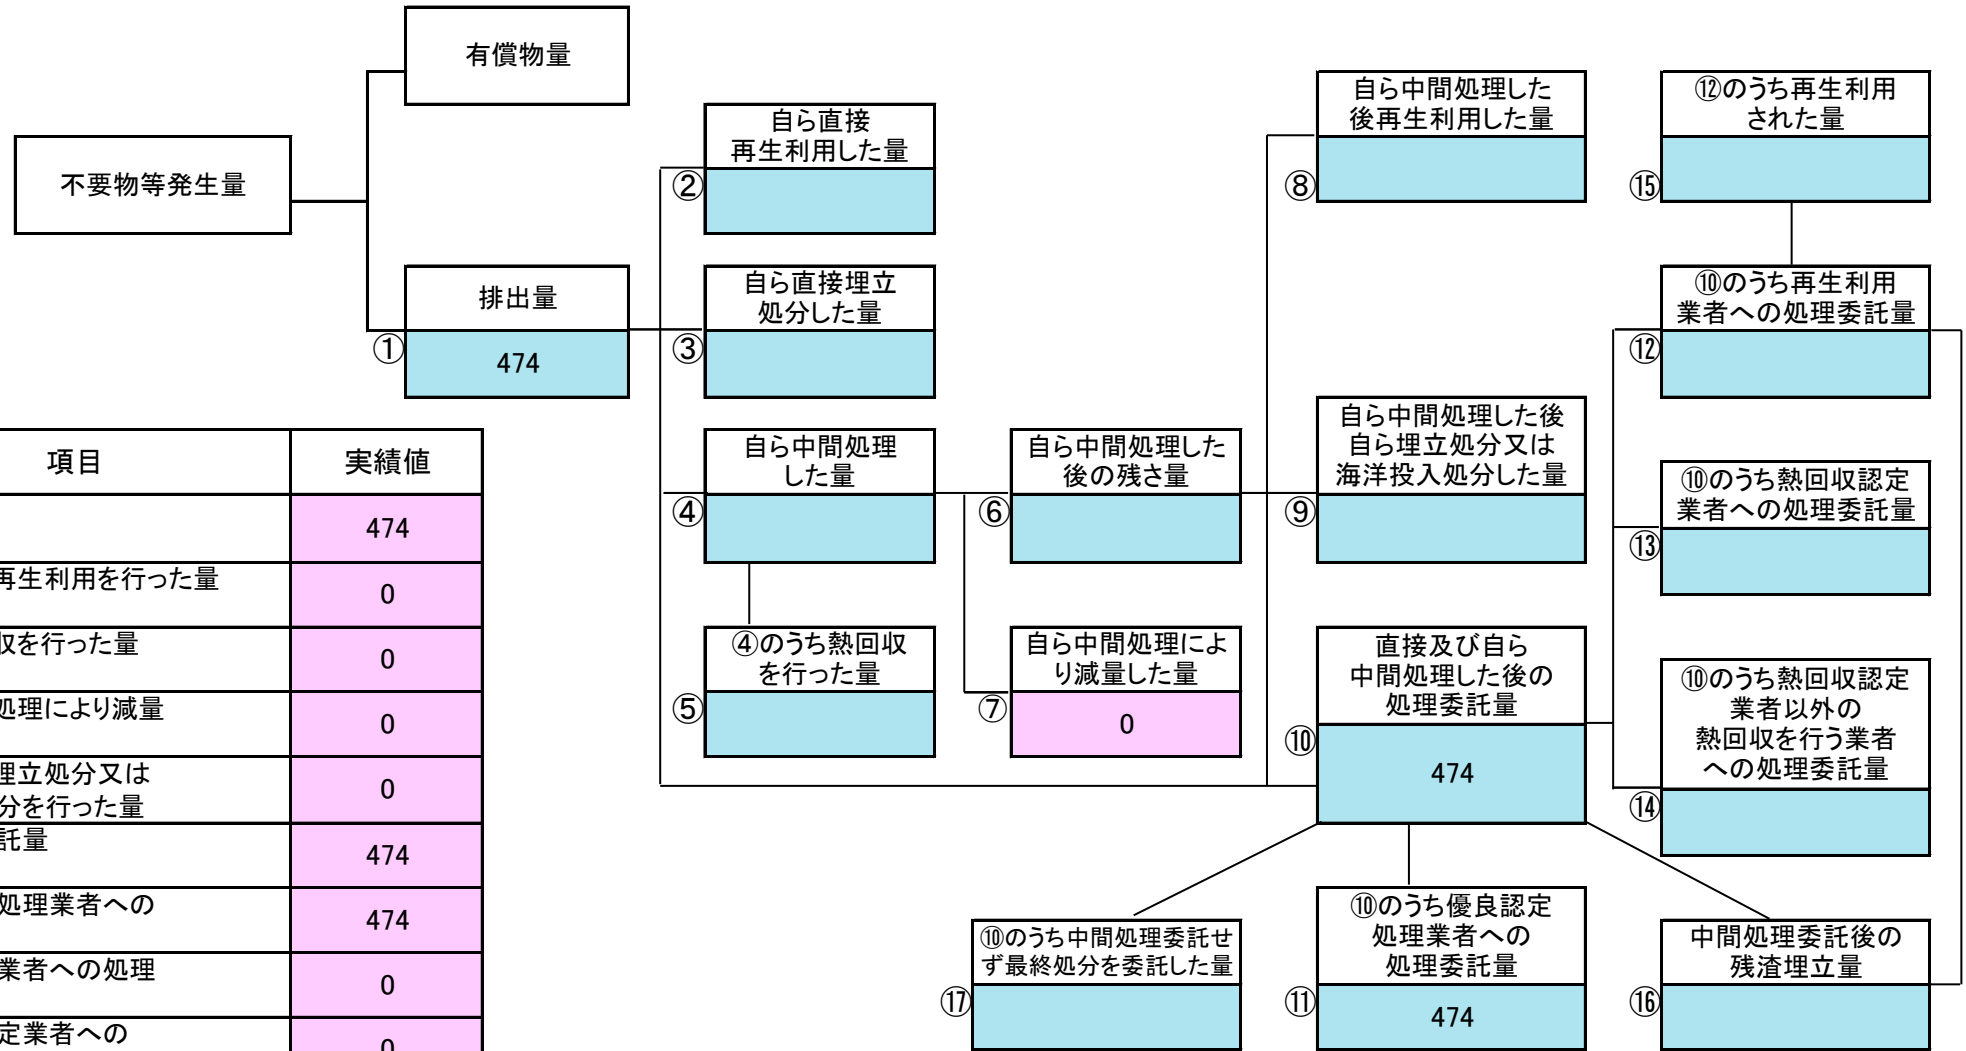 有償物量
不要物等発生量
排出量
①
474
自ら直接
再生利用した量
②
自ら直接埋立
処分した量
③
自ら中間処理
した量
④
④のうち熱回収
を行った量
⑤
自ら中間処理した
後の残さ量
⑥
自ら中間処理によ
り減量した量
⑦
0
自ら中間処理した
後再生利用した量
⑧
自ら中間処理した後
自ら埋立処分又は
海洋投入処分した量
⑨
直接及び自ら
中間処理した後の
処理委託量
⑩
474
⑫のうち再生利用
された量
⑮
⑩のうち再生利用
業者への処理委託量
⑫
⑩のうち熱回収認定
業者への処理委託量
⑬
⑩のうち熱回収認定
業者以外の
熱回収を行う業者
への処理委託量
⑭
⑩のうち中間処理委託せ
ず最終処分を委託した量
⑰
⑩のうち優良認定
処理業者への
処理委託量
⑪
474
中間処理委託後の
残渣埋立量
⑯
項目 実績値
474
再生利用を行った量
0
収を行った量
0
処理により減量
0
埋立処分又は
分を行った量
0
託量
474
処理業者への
474
業者への処理
0
定業者への
0